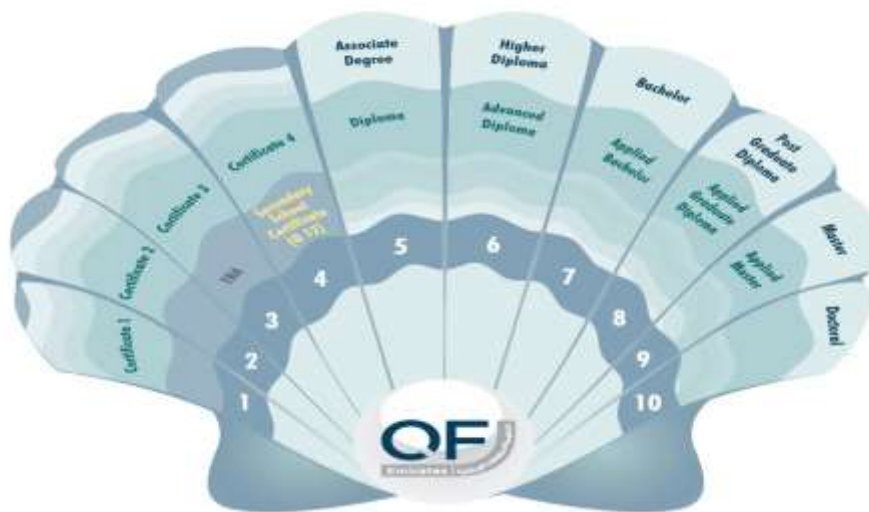 Associate
Degree
Higher
Diploma
Bachelor
Post
Graduate
Diploma
Master
Doctoral
Diploma
Advanced
Diploma
Applied
Bachelor
Applied
Graduate
Diploma
Applied
Master
Certificate 4
Certificate 3
Certificate 2
Certificate 1
Secondary
School
Certificate
1
2
3
4
5
6
7
8
9
10
QF
Emirates